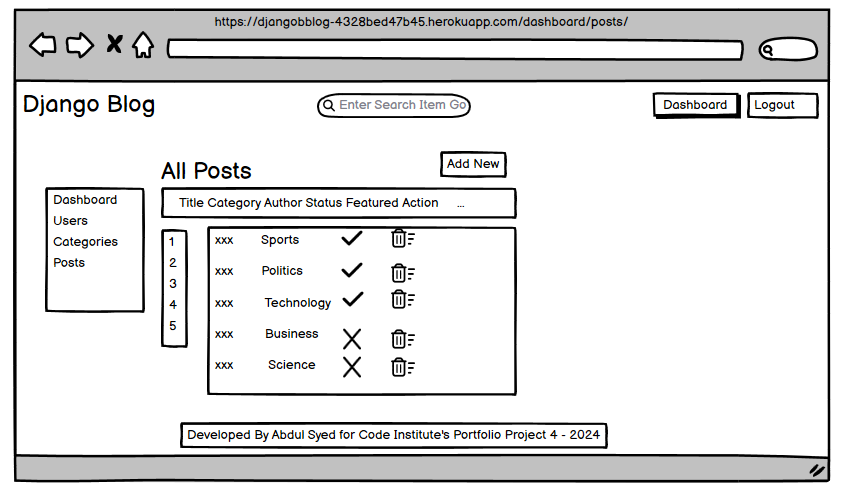 https://djangobblog-4328bed47b45.herokuapp.com/dashboard/posts/
Django Blog
Enter Search Item Go
Dashboard
Logout
All Posts
Add New
Dashboard
Users
Categories
Posts
Title Category Author Status Featured Action ...
1 xxx Sports
2 xxx Politics
3 xxx Technology
4 xxx Business
5 xxx Science
Developed By Abdul Syed for Code Institute's Portfolio Project 4 - 2024